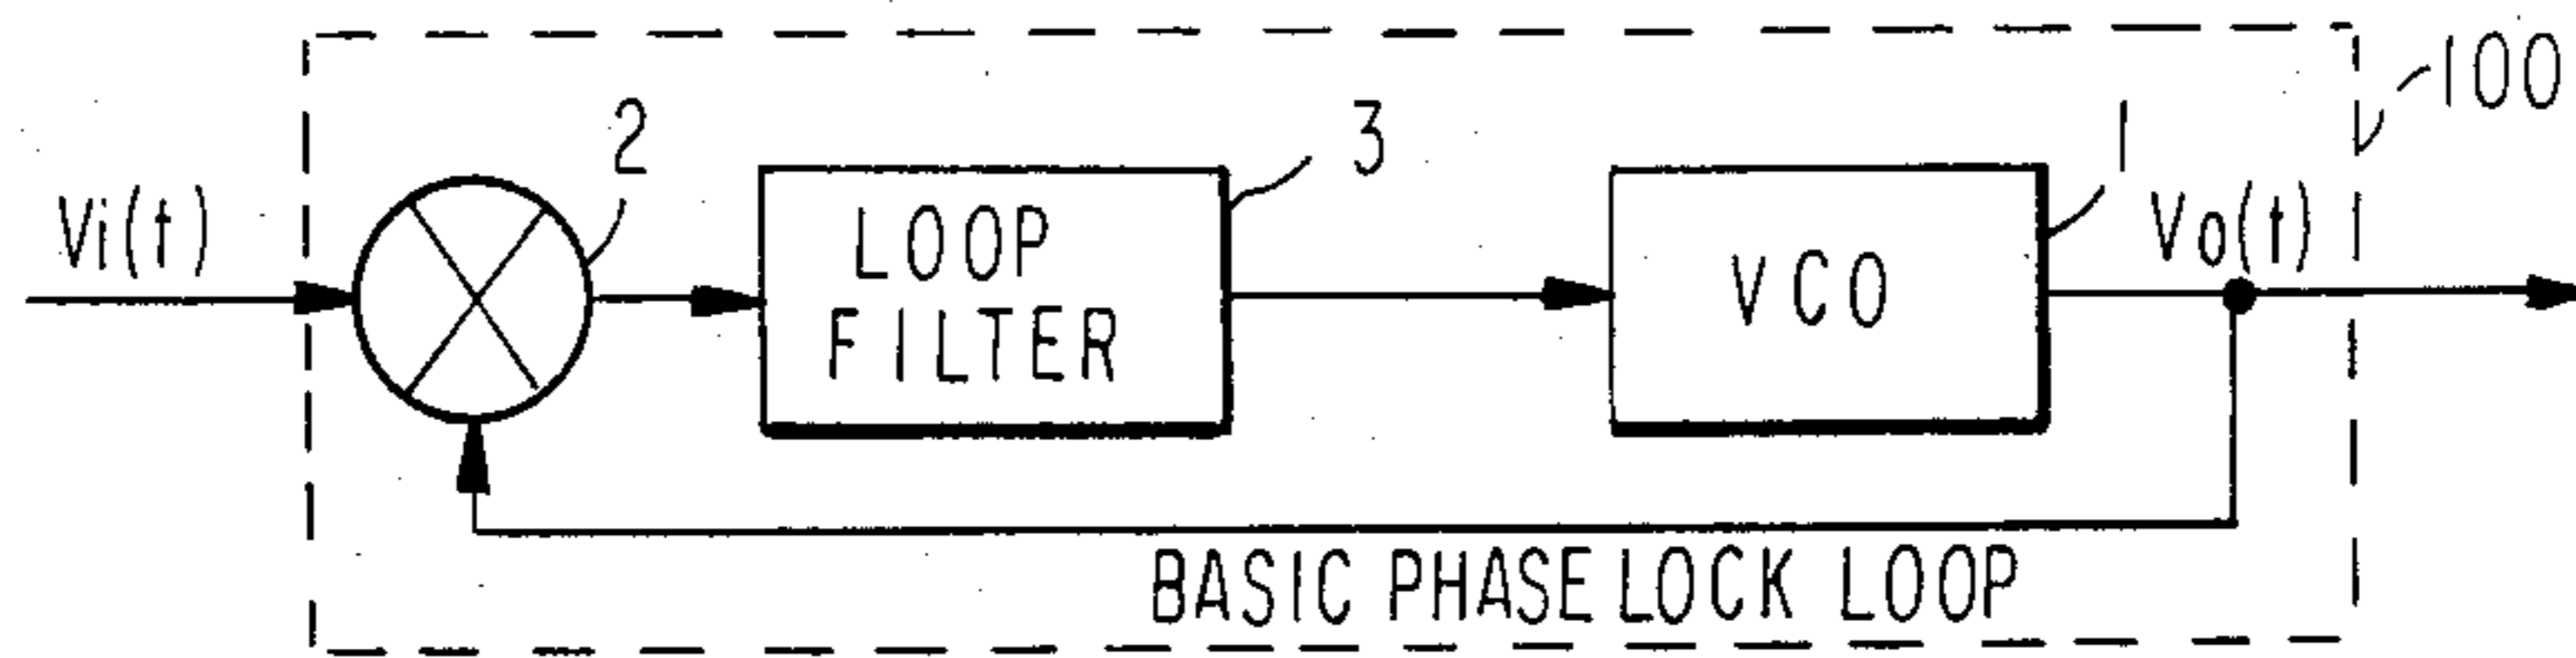 100
2
3
1
Vi(t)
LOOP
FILTER
VCO
Vo(t)
BASIC PHASE LOCK LOOP